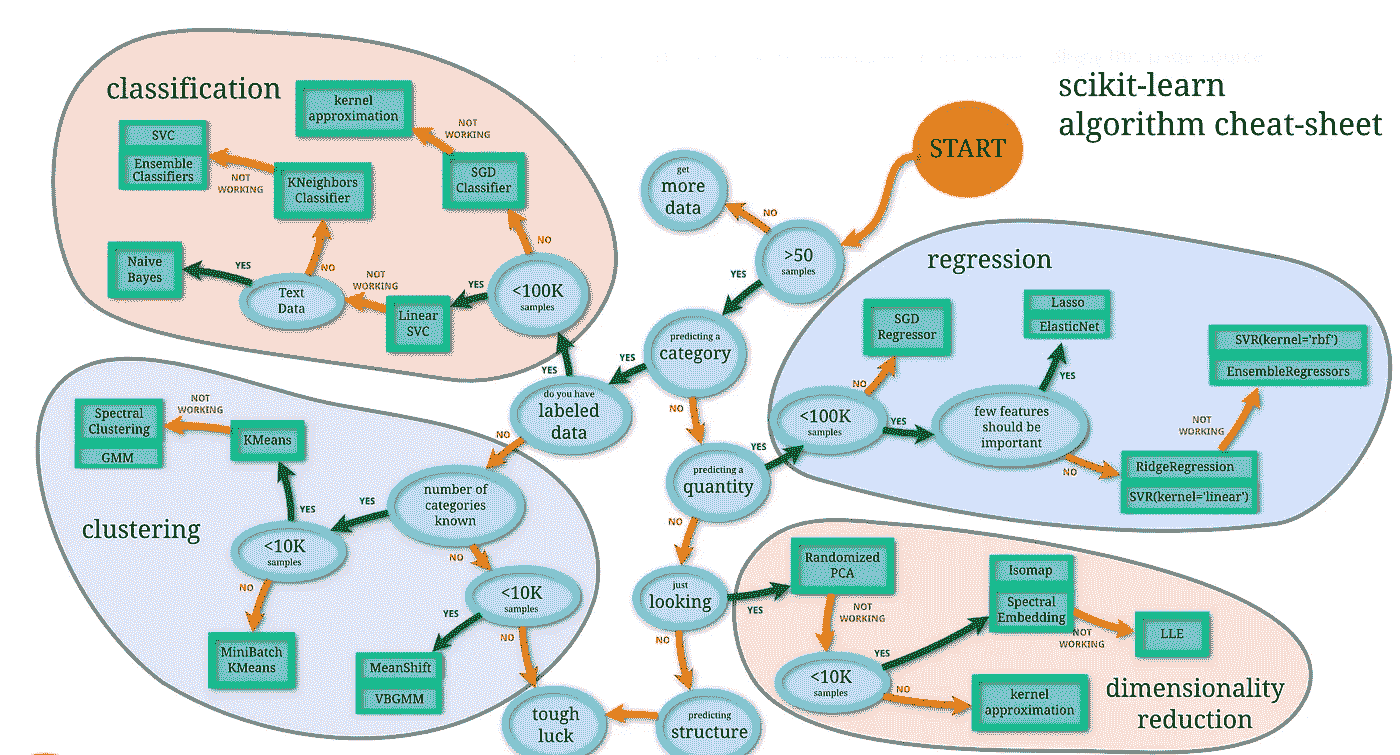 scikit-learn
algorithm cheat-sheet
START
classification
kernel
approximation
NOT
WORKING
SVC
Ensemble
Classifiers
NOT
WORKING
KNeighbors
Classifier
SGD
Classifier
NO
Naive
Bayes
YES
Text
Data
NO
NOT
WORKING
Linear
SVC
YES
<100K
samples
YES
get
more
data
NO
>50
samples
YES
predicting a
category
YES
NO
do you have
labeled
data
NO
predicting a
quantity
YES
NO
just
looking
YES
NO
predicting
structure
tough
luck
regression
SGD
Regressor
NO
<100K
samples
YES
Lasso
ElasticNet
YES
few features
should be
important
NO
SVR(kernel='rbf')
EnsembleRegressors
NOT
WORKING
RidgeRegression
SVR(kernel='linear')
clustering
Spectral
Clustering
GMM
NOT
WORKING
KMeans
YES
<10K
samples
YES
number of
categories
known
NO
NO
MiniBatch
KMeans
<10K
samples
YES
NO
MeanShift
VBGMM
Randomized
PCA
NOT
WORKING
<10K
samples
YES
NO
Isomap
Spectral
Embedding
NOT
WORKING
LLE
kernel
approximation
dimensionality
reduction